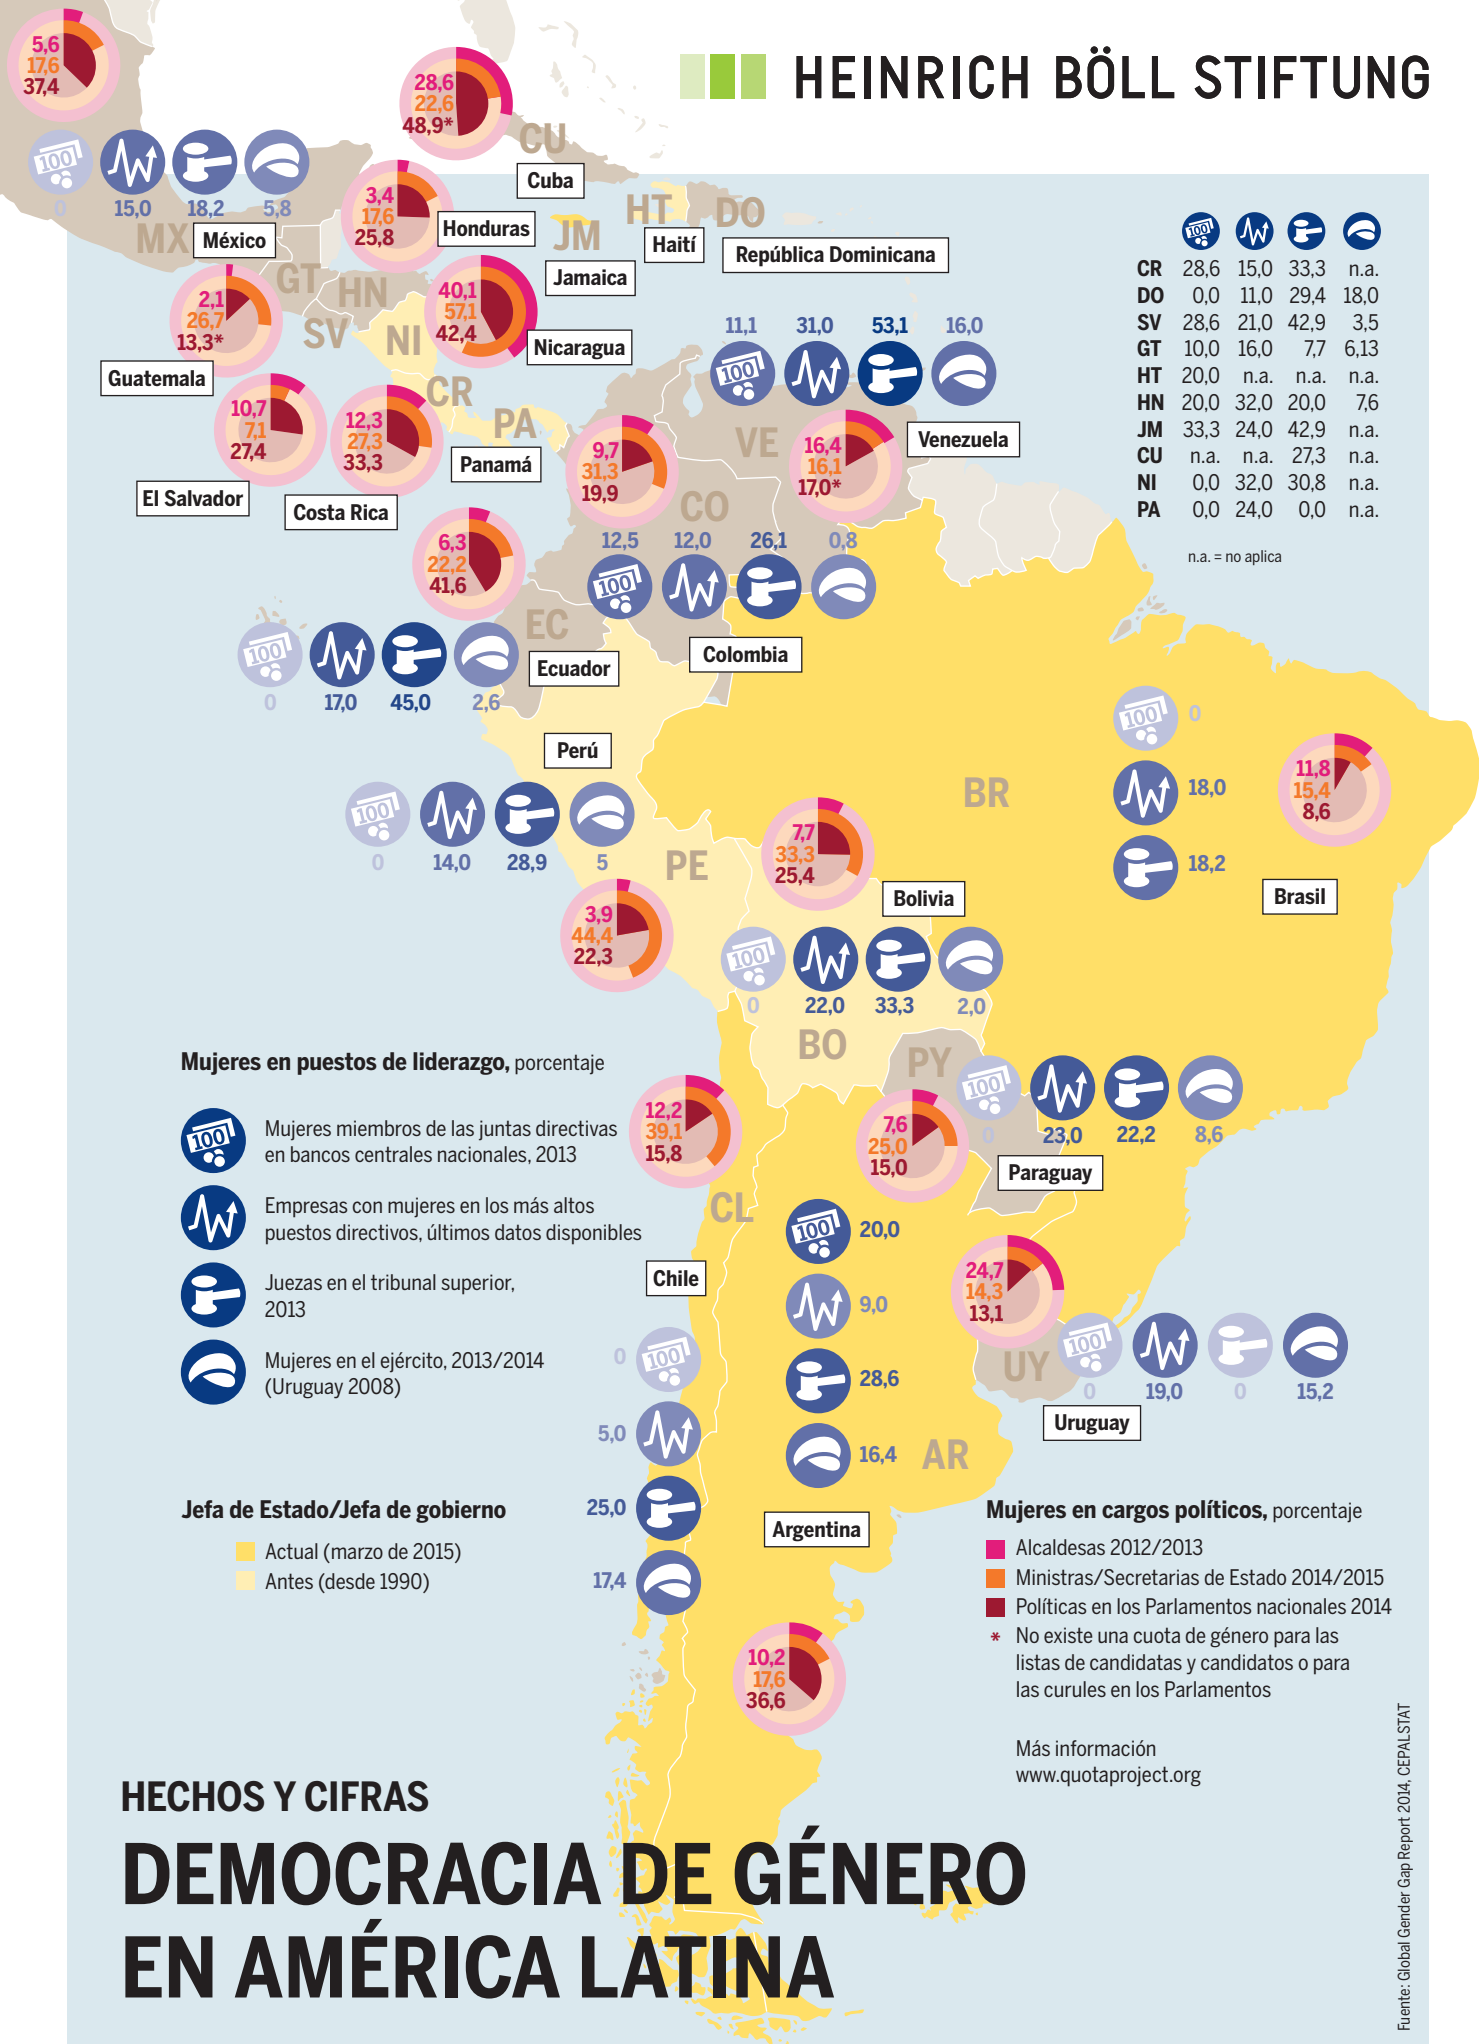 HEINRICH BÖLL STIFTUNG
5,6
17,6
37,4
100
0
15,0
18,2
5,8
MX
México
28,6
22,6
48,9*
CU
Cuba
3,4
17,6
25,8
Honduras
HT
Haití
DO
República Dominicana
JM
Jamaica
GT
HN
SV
NI
2,1
26,7
13,3*
Guatemala
40,1
57,1
42,4
Nicaragua
CR
PA
10,7
7,1
27,4
El Salvador
12,3
27,3
33,3
Costa Rica
Panamá
100
CR 28,6 15,0 33,3 n.a.
DO 0,0 11,0 29,4 18,0
SV 28,6 21,0 42,9 3,5
GT 10,0 16,0 7,7 6,13
HT 20,0 n.a. n.a. n.a.
HN 20,0 32,0 20,0 7,6
JM 33,3 24,0 42,9 n.a.
CU n.a. n.a. 27,3 n.a.
NI 0,0 32,0 30,8 n.a.
PA 0,0 24,0 0,0 n.a.
n.a. = no aplica
11,1
31,0
53,1
16,0
100
VE
16,4
16,1
17,0*
Venezuela
9,7
31,3
19,9
CO
12,5
12,0
26,1
0,8
100
Colombia
6,3
22,2
41,6
EC
Ecuador
100
0
17,0
45,0
2,6
Perú
100
0
14,0
28,9
5
PE
3,9
44,4
22,3
BR
100
0
18,0
18,2
11,8
15,4
8,6
Brasil
7,7
33,3
25,4
Bolivia
100
0
22,0
33,3
2,0
BO
PY
100
0
23,0
22,2
8,6
7,6
25,0
15,0
Paraguay
Mujeres en puestos de liderazgo, porcentaje
100
Mujeres miembros de las juntas directivas
en bancos centrales nacionales, 2013
Empresas con mujeres en los más altos
puestos directivos, últimos datos disponibles
Juezas en el tribunal superior,
2013
Mujeres en el ejército, 2013/2014
(Uruguay 2008)
12,2
39,1
15,8
CL
Chile
0
100
5,0
25,0
17,4
100
20,0
9,0
28,6
16,4
AR
Argentina
10,2
17,6
36,6
24,7
14,3
13,1
UY
100
0
19,0
0
15,2
Uruguay
Jefa de Estado/Jefa de gobierno
Actual (marzo de 2015)
Antes (desde 1990)
Mujeres en cargos políticos, porcentaje
Alcaldesas 2012/2013
Ministras/Secretarias de Estado 2014/2015
Políticas en los Parlamentos nacionales 2014
* No existe una cuota de género para las
listas de candidatas y candidatos o para
las curules en los Parlamentos
Más información
www.quotaproject.org
HECHOS Y CIFRAS
DEMOCRACIA DE GÉNERO
EN AMÉRICA LATINA
Fuente: Global Gender Gap Report 2014, CEPALSTAT